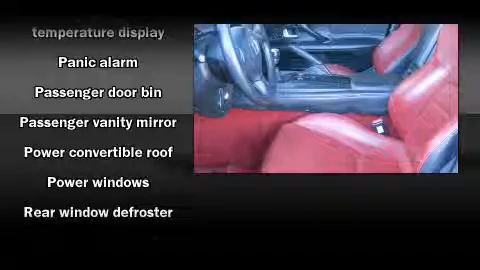 temperature display
Panic alarm
Passenger door bin
Passenger vanity mirror
Power convertible roof
Power windows
Rear window defroster